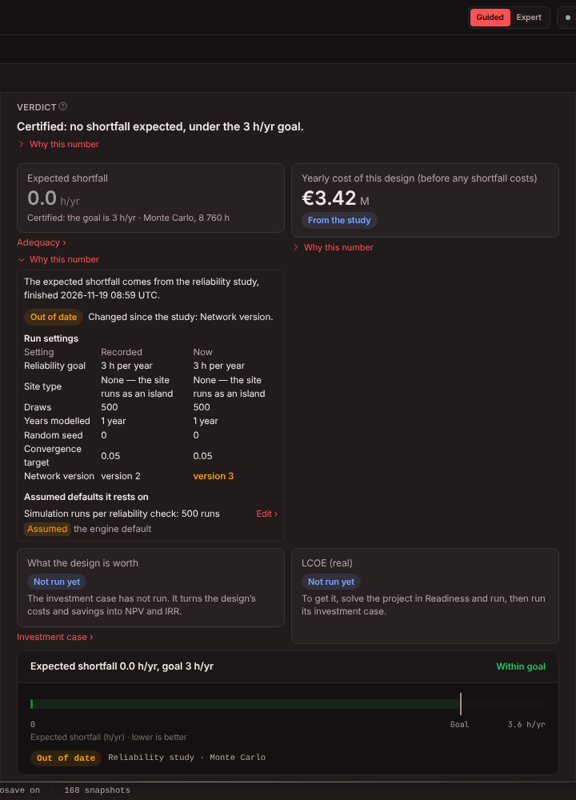 Guided Expert
VERDICT ?
Certified: no shortfall expected, under the 3 h/yr goal.
Why this number
Expected shortfall
0.0 h/yr
Certified: the goal is 3 h/yr · Monte Carlo, 8 760 h
Yearly cost of this design (before any shortfall costs)
€3.42 M
From the study
Adequacy ›
Why this number
Why this number
The expected shortfall comes from the reliability study,
finished 2026-11-19 08:59 UTC.
Out of date Changed since the study: Network version.
Run settings
Setting Recorded Now
Reliability goal 3 h per year 3 h per year
Site type None — the site runs as an island None — the site runs as an island
Draws 500 500
Years modelled 1 year 1 year
Random seed 0 0
Convergence target 0.05 0.05
Network version version 2 version 3
Assumed defaults it rests on
Simulation runs per reliability check: 500 runs Edit ›
Assumed the engine default
What the design is worth
Not run yet
The investment case has not run. It turns the design's
costs and savings into NPV and IRR.
LCOE (real)
Not run yet
To get it, solve the project in Readiness and run, then run
its investment case.
Investment case ›
Expected shortfall 0.0 h/yr, goal 3 h/yr Within goal
0 Goal 3.6 h/yr
Expected shortfall (h/yr) · lower is better
Out of date Reliability study · Monte Carlo
osave on 168 snapshots